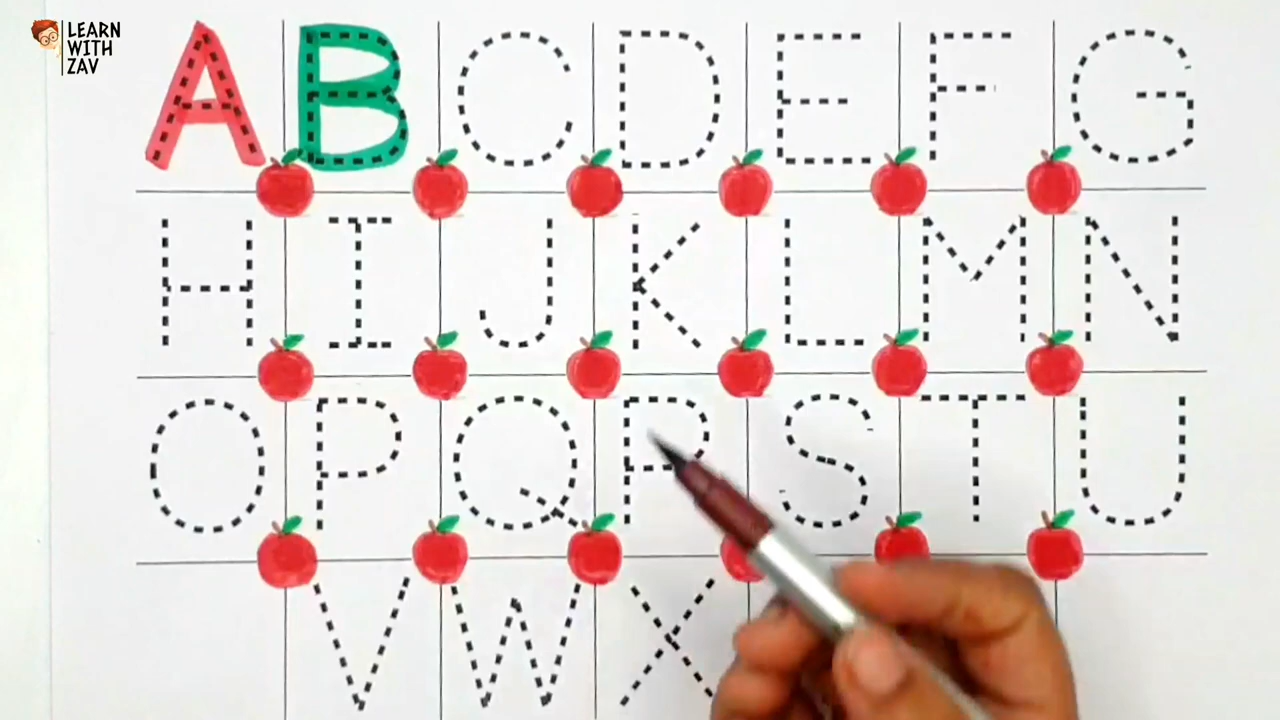 LEARN
WITH
ZAV
A B C D E F G
H I J K L M N
O P Q R S T U
V W X